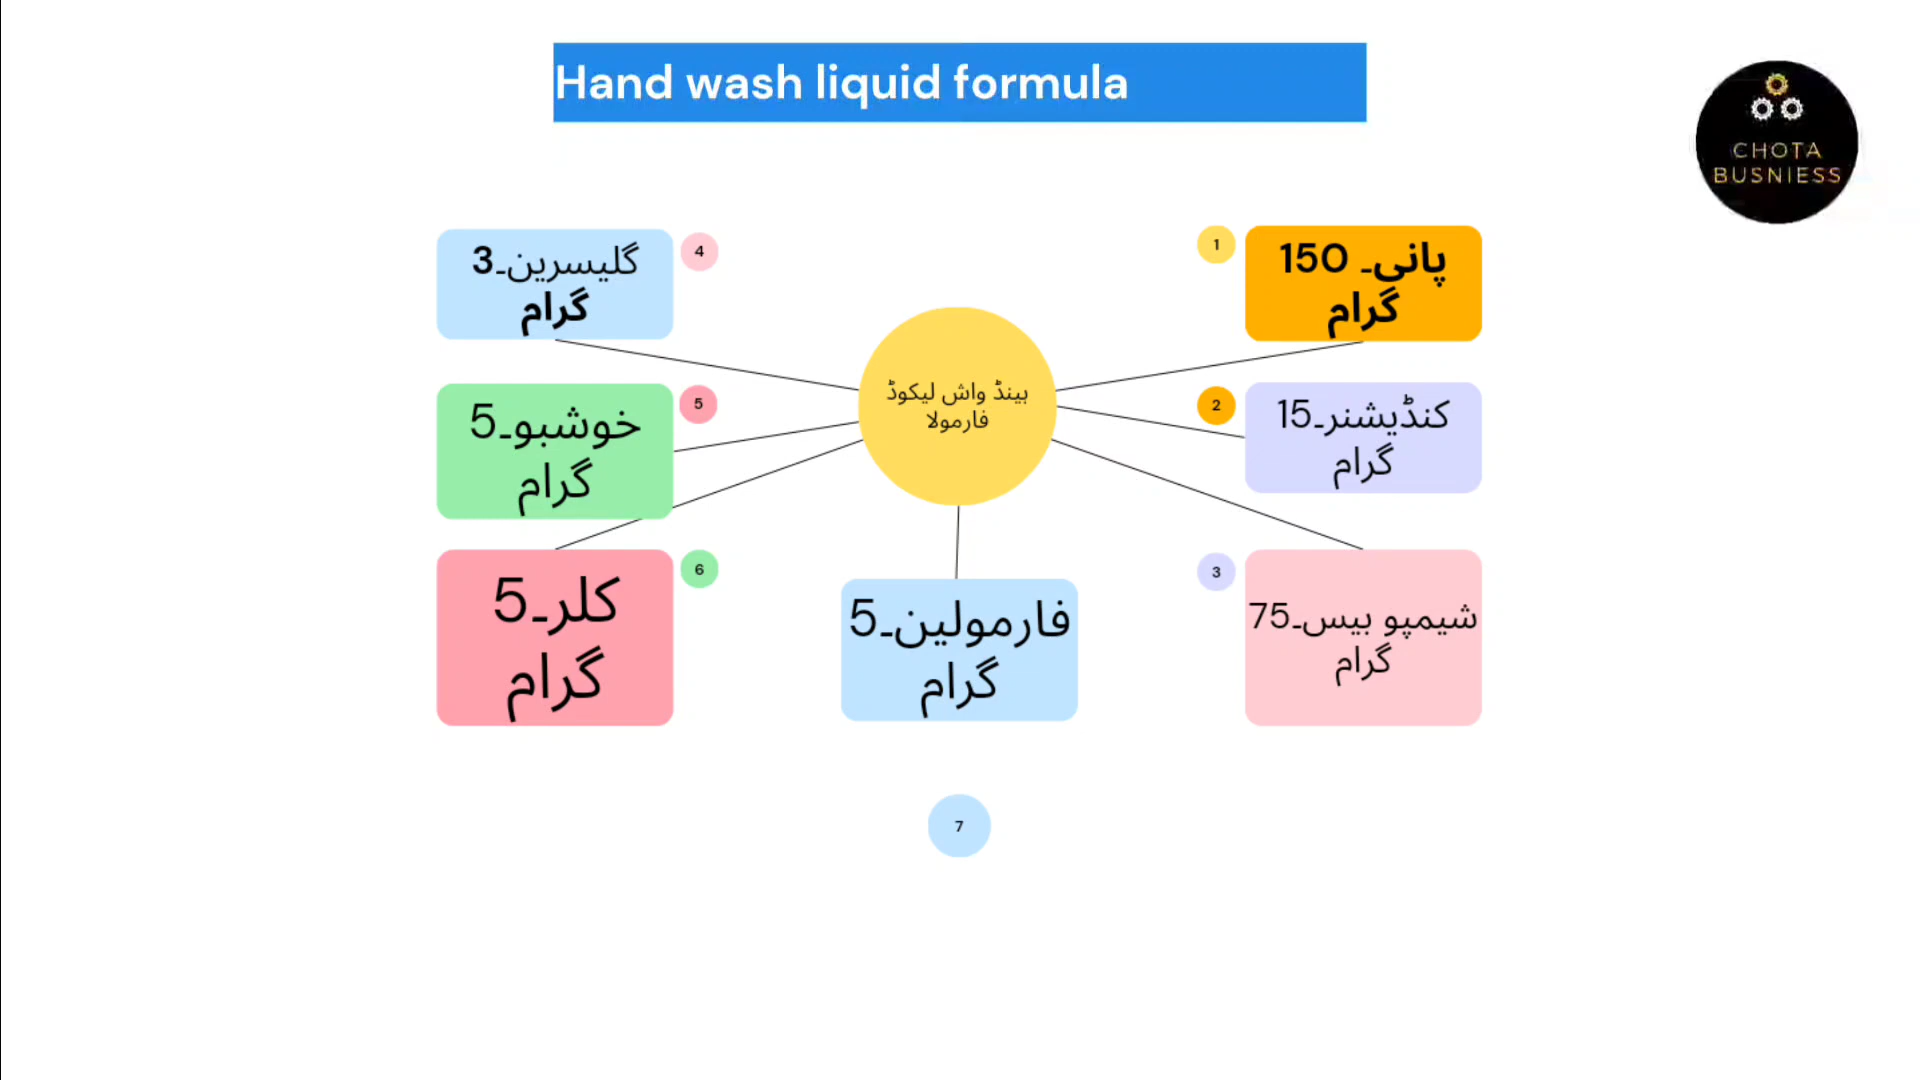 Hand wash liquid formula
CHOTA
BUSNIESS
ہینڈ واش لیکوڈ
فارمولا
1
پانی۔ 150
گرام
2
کنڈیشنر۔15
گرام
3
شیمپو بیس۔75
گرام
4
گلیسرین۔3
گرام
5
خوشبو۔5
گرام
6
کلر۔5
گرام
فارمولین۔5
گرام
7